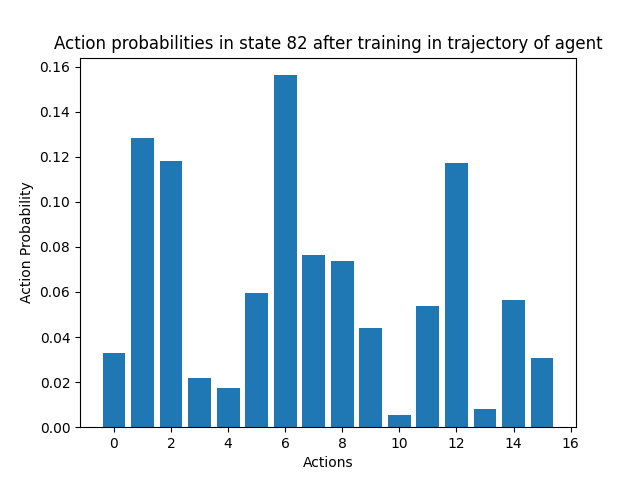 Action probabilities in state 82 after training in trajectory of agent
0.16
0.14
0.12
0.10
0.08
0.06
0.04
0.02
0.00
Action Probability
0 2 4 6 8 10 12 14 16
Actions